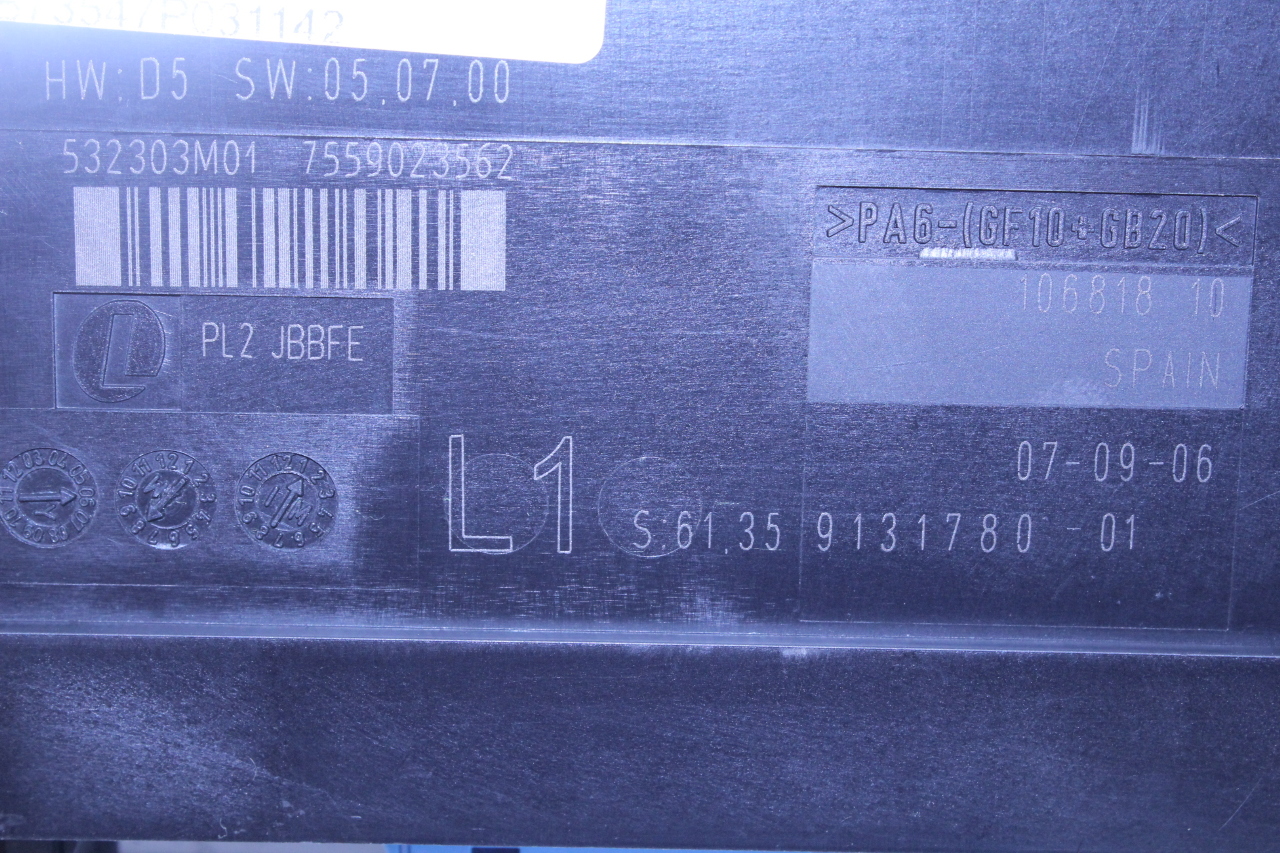 P031142
HW:D5 SW:05.07.00
532303M01 7559023562
>PA6-(GF10+GB20)<
106818 10
SPAIN
L PL2 JBBFE
07-09-06
L1
S:61.35 9131780 -01